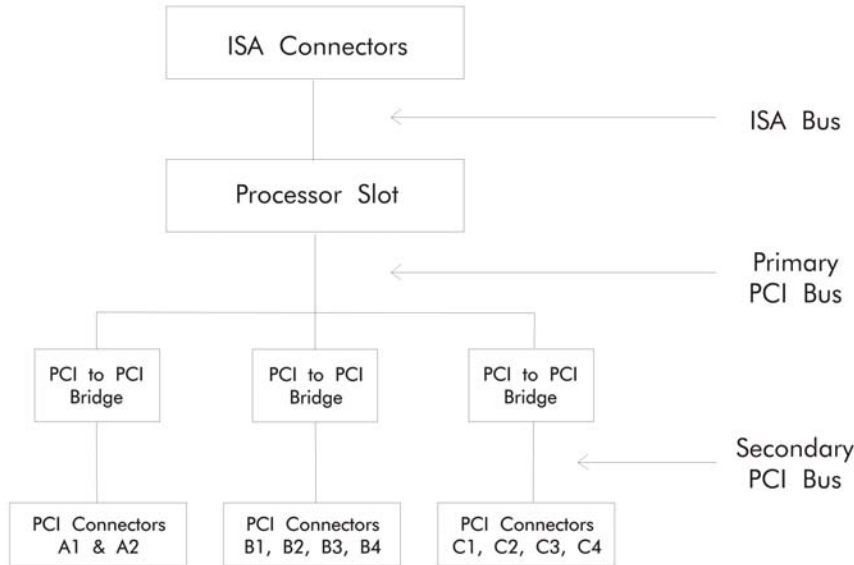 ISA Connectors
ISA Bus
Processor Slot
Primary
PCI Bus
PCI to PCI
Bridge
PCI to PCI
Bridge
PCI to PCI
Bridge
Secondary
PCI Bus
PCI Connectors
A1 & A2
PCI Connectors
B1, B2, B3, B4
PCI Connectors
C1, C2, C3, C4